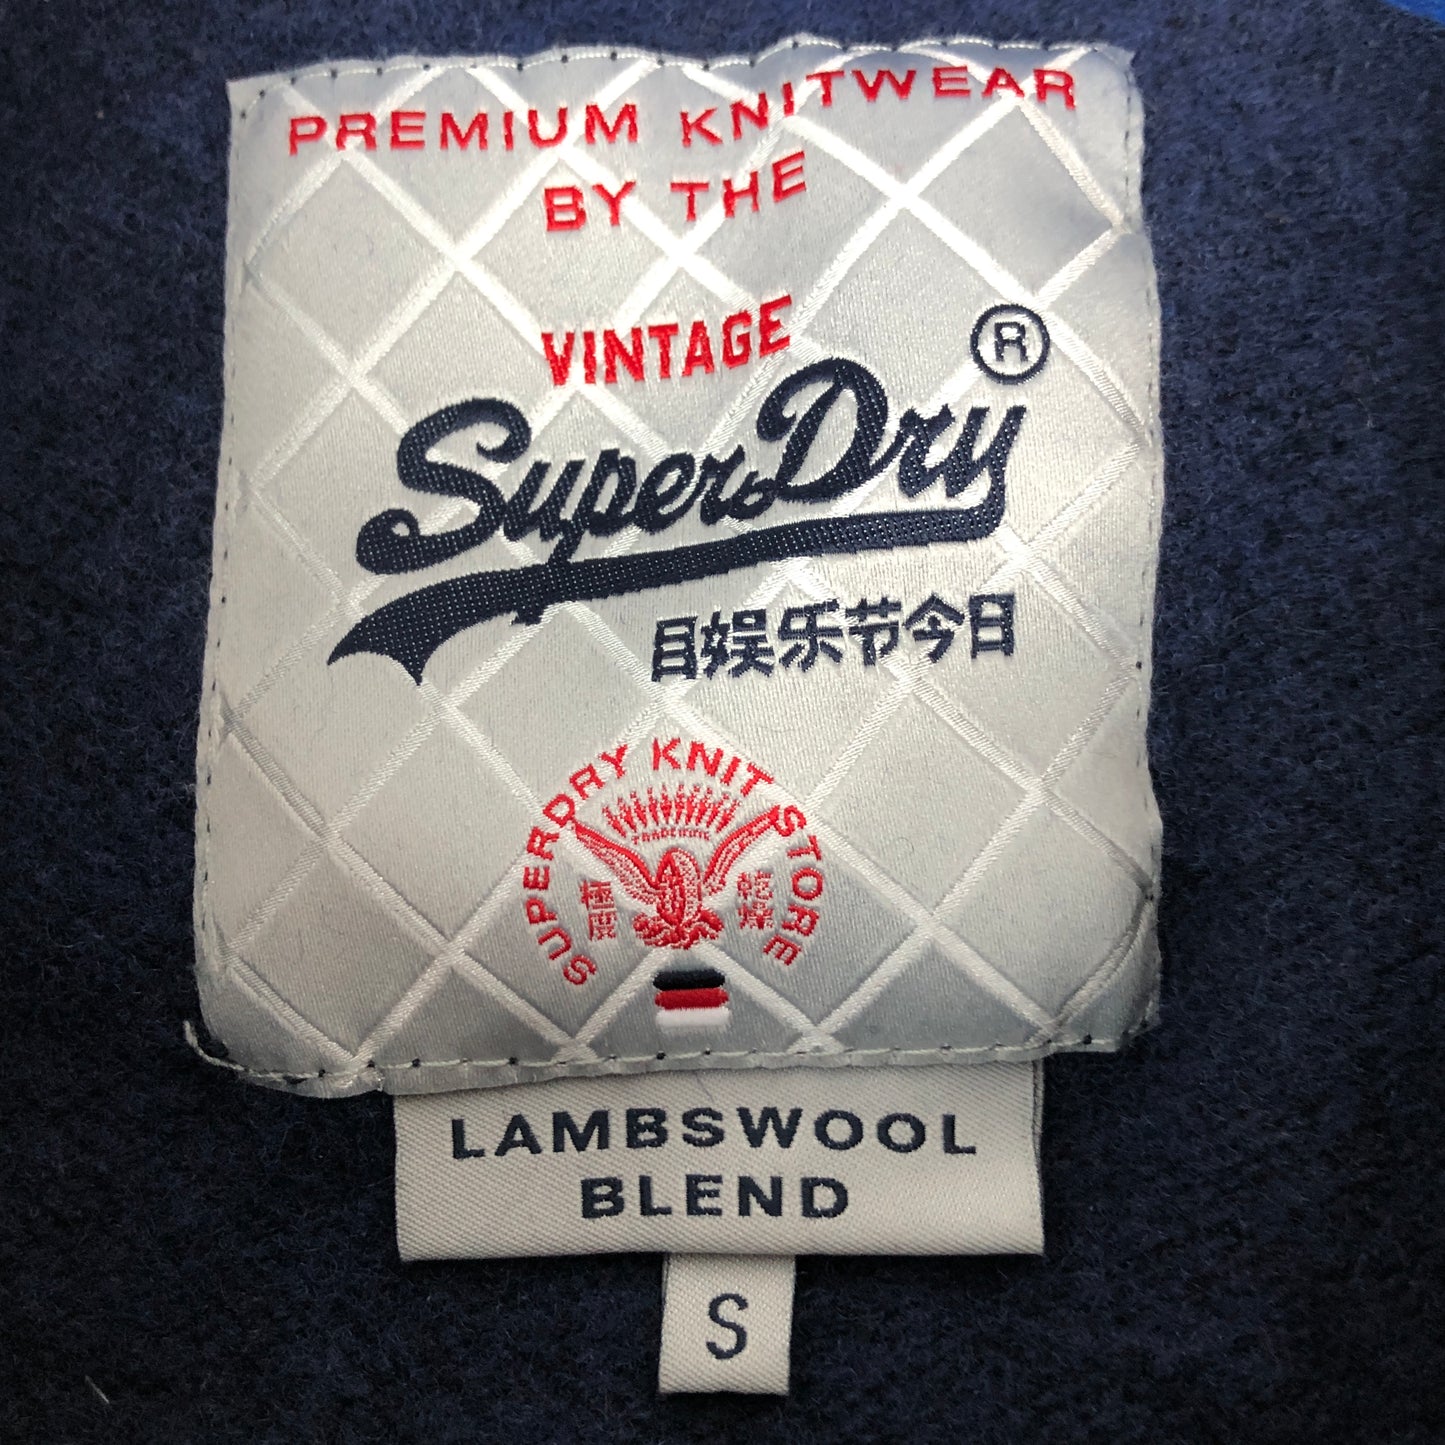 PREMIUM KNITWEAR
BY THE
VINTAGE
SuperDry ®
目娱乐节今日
SUPERDRY KNIT STORE
極度
乾燥
LAMBSWOOL
BLEND
S